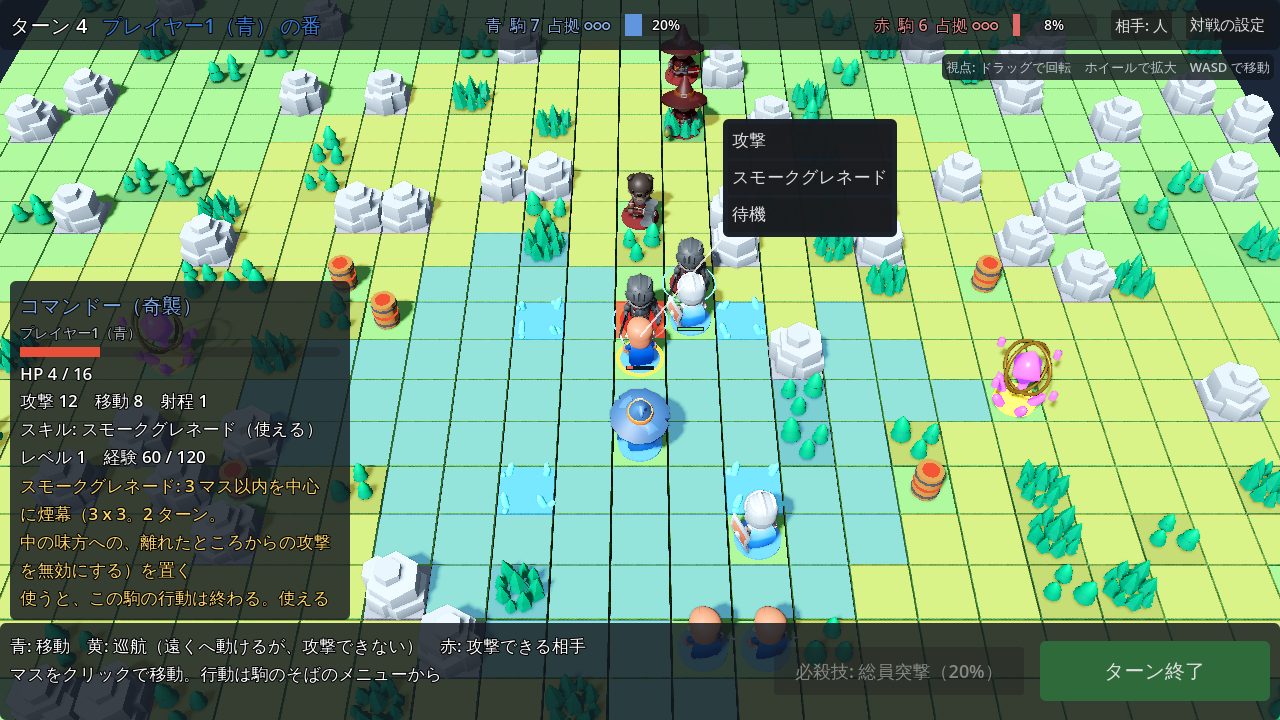 ターン 4 プレイヤー1（青）の番
青 駒 7 占拠 ooo 20%
赤 駒 6 占拠 ooo 8%
相手: 人
対戦の設定
視点: ドラッグで回転 ホイールで拡大 WASD で移動
攻撃
スモークグレネード
待機
コマンドー（奇襲）
プレイヤー1（青）
HP 4 / 16
攻撃 12 移動 8 射程 1
スキル: スモークグレネード（使える）
レベル 1 経験 60 / 120
スモークグレネード: 3 マス以内を中心
に煙幕（3 x 3。2 ターン。
中の味方への、離れたところからの攻撃
を無効にする）を置く
使うと、この駒の行動は終わる。使える
青: 移動 黄: 巡航（遠くへ動けるが、攻撃できない） 赤: 攻撃できる相手
マスをクリックで移動。行動は駒のそばのメニューから
必殺技: 総員突撃（20%）
ターン終了